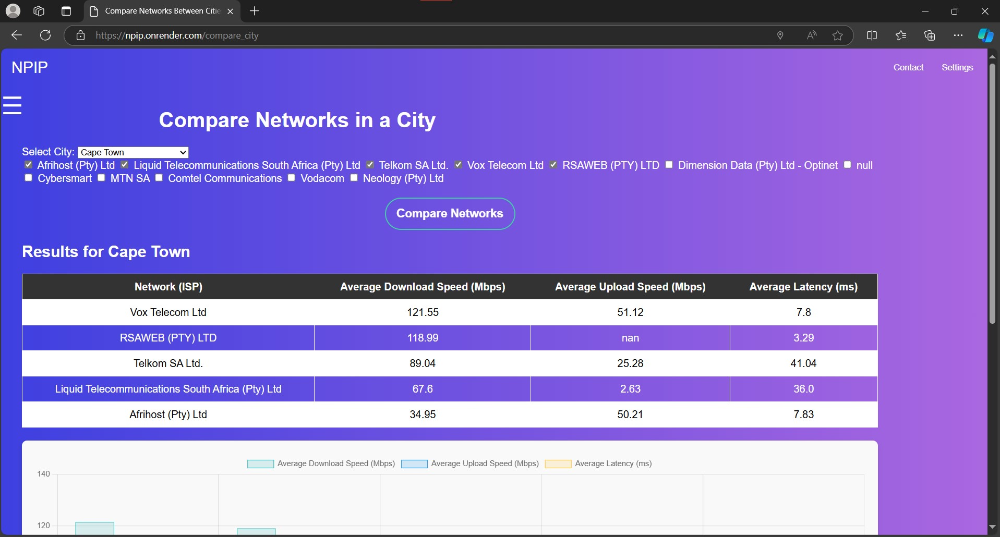 Compare Networks Between Citie
https://npip.onrender.com/compare_city
NPIP
Contact Settings
Compare Networks in a City
Select City: Cape Town
Afrihost (Pty) Ltd Liquid Telecommunications South Africa (Pty) Ltd Telkom SA Ltd. Vox Telecom Ltd RSAWEB (PTY) LTD Dimension Data (Pty) Ltd - Optinet null
Cybersmart MTN SA Comtel Communications Vodacom Neology (Pty) Ltd
Compare Networks
Results for Cape Town
Network (ISP) Average Download Speed (Mbps) Average Upload Speed (Mbps) Average Latency (ms)
Vox Telecom Ltd 121.55 51.12 7.8
RSAWEB (PTY) LTD 118.99 nan 3.29
Telkom SA Ltd. 89.04 25.28 41.04
Liquid Telecommunications South Africa (Pty) Ltd 67.6 2.63 36.0
Afrihost (Pty) Ltd 34.95 50.21 7.83
Average Download Speed (Mbps) Average Upload Speed (Mbps) Average Latency (ms)
140
120